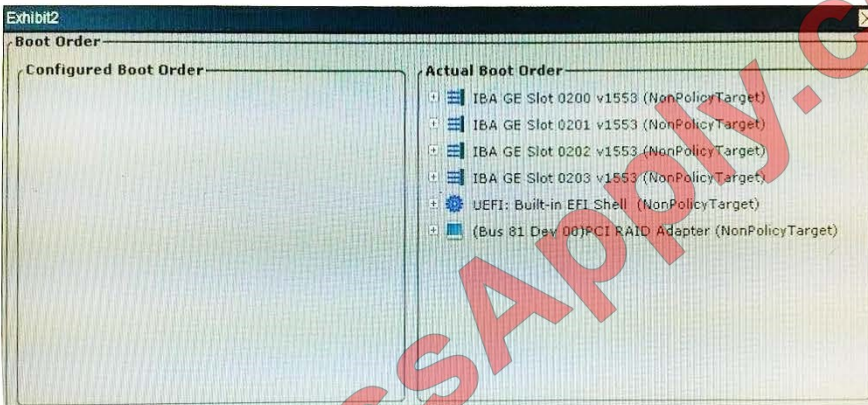 Exhibit2
Boot Order
Configured Boot Order
Actual Boot Order
IBA GE Slot 0200 v1553 (NonPolicyTarget)
IBA GE Slot 0201 v1553 (NonPolicyTarget)
IBA GE Slot 0202 v1553 (NonPolicyTarget)
IBA GE Slot 0203 v1553 (NonPolicyTarget)
UEFI: Built-in EFI Shell (NonPolicyTarget)
(Bus 81 Dev 00)PCI RAID Adapter (NonPolicyTarget)
ssApply.c